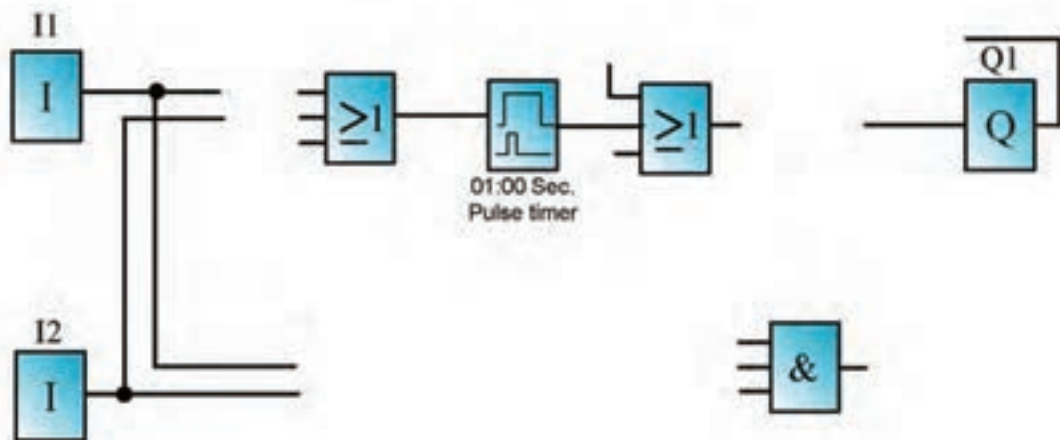 I1
I
≥1
≥1
Q1
Q
01:00 Sec.
Pulse timer
I2
I
&